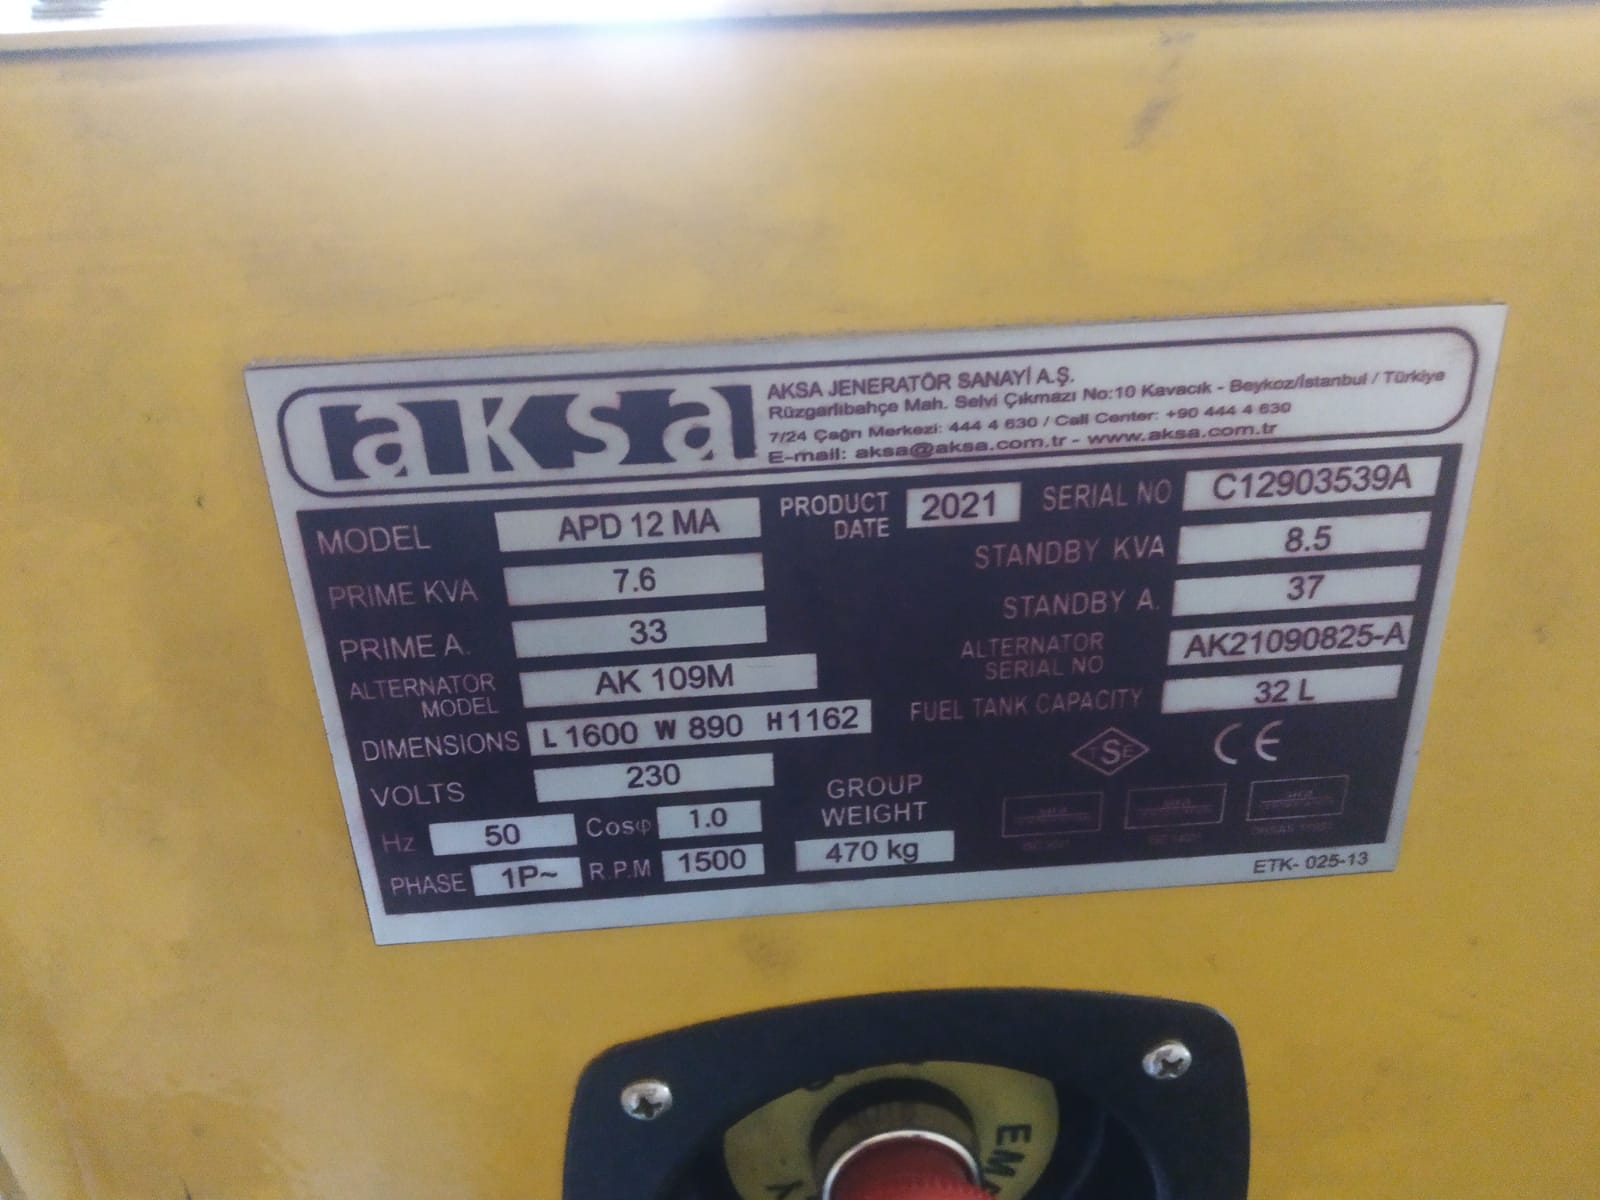 aksa
AKSA JENERATÖR SANAYİ A.Ş.
Rüzgarlıbahçe Mah. Selvi Çıkmazı No:10 Kavacık - Beykoz/İstanbul / Türkiye
7/24 Çağrı Merkezi: 444 4 630 / Call Center: +90 444 4 630
E-mail: aksa@aksa.com.tr - www.aksa.com.tr
MODEL APD 12 MA PRODUCT DATE 2021 SERIAL NO C12903539A
PRIME KVA 7.6 STANDBY KVA 8.5
PRIME A. 33 STANDBY A. 37
ALTERNATOR MODEL AK 109M ALTERNATOR SERIAL NO AK21090825-A
DIMENSIONS L 1600 W 890 H 1162 FUEL TANK CAPACITY 32 L
VOLTS 230 TSE CE
Hz 50 Cosφ 1.0 GROUP WEIGHT 470 kg
PHASE 1P~ R.P.M 1500
ETK- 025-13